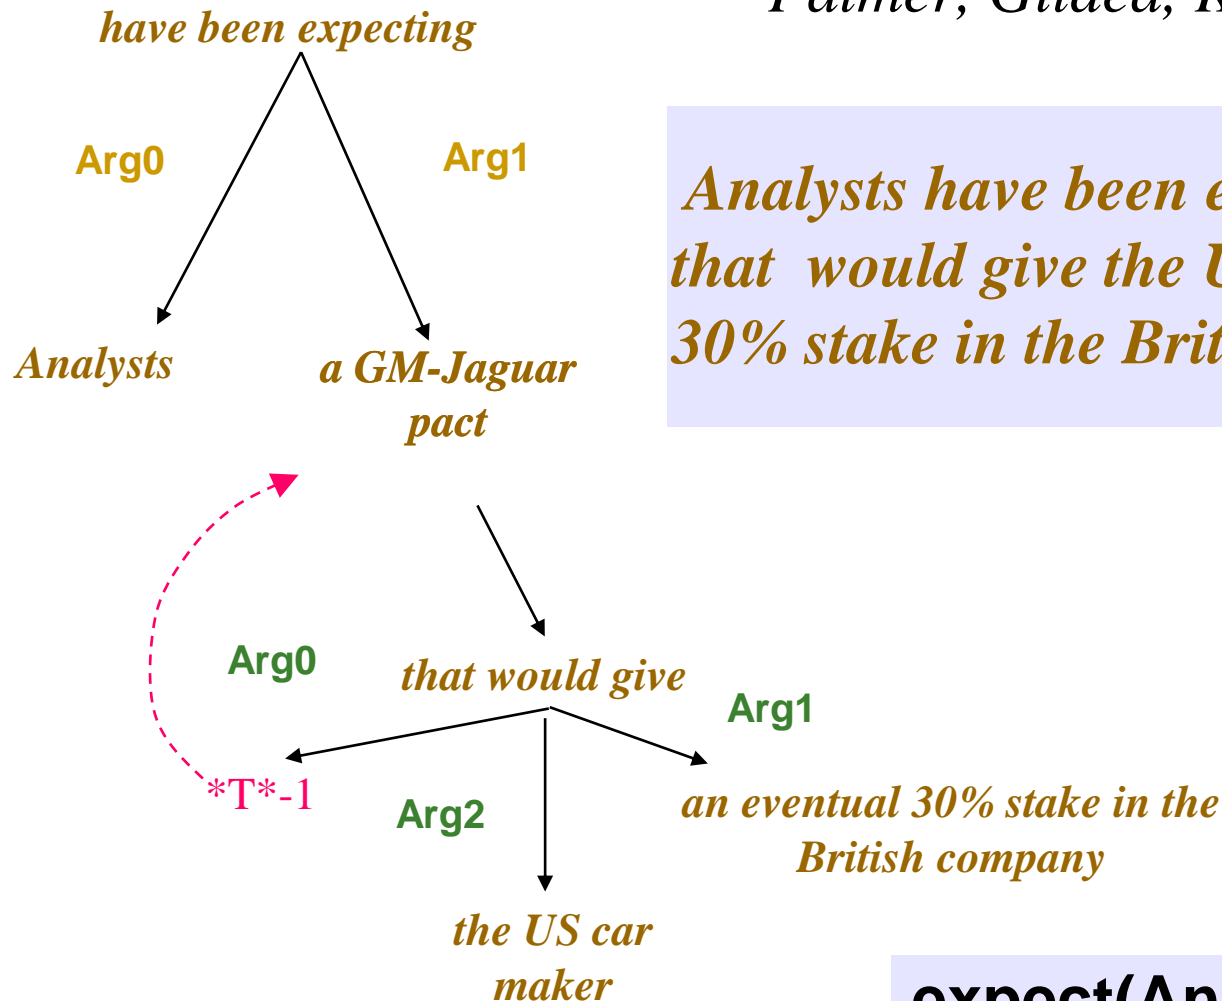 Palmer, Gildea,
have been expecting
Arg0
Arg1
Analysts have been
that would give the
30% stake in the
Analysts
a GM-Jaguar
pact
Arg0
that would give
Arg1
*T*-1
Arg2
an eventual 30% stake in the
British company
the US car
maker